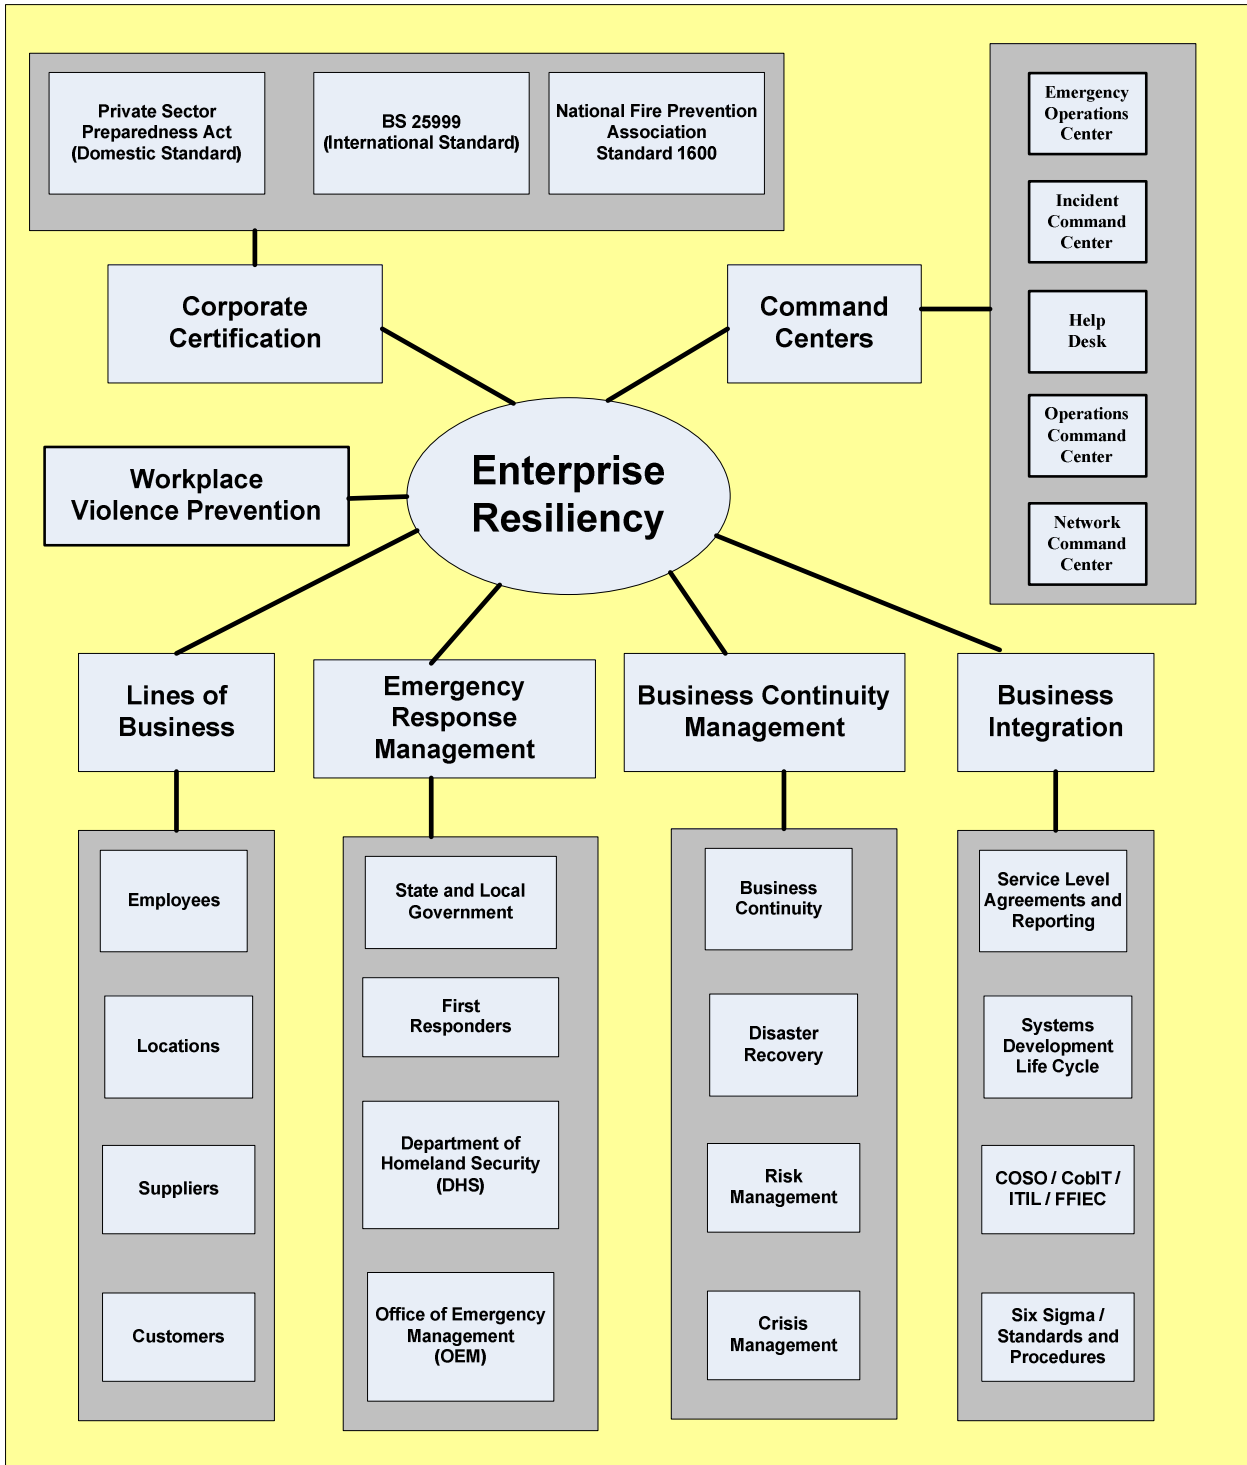 Private Sector
Preparedness Act
(Domestic Standard)
BS 25999
(International Standard)
National Fire Prevention
Association
Standard 1600
Emergency
Operations
Center
Incident
Command
Center
Help
Desk
Operations
Command
Center
Network
Command
Center
Corporate
Certification
Command
Centers
Workplace
Violence Prevention
Enterprise
Resiliency
Lines of
Business
Emergency
Response
Management
Business Continuity
Management
Business
Integration
Employees
Locations
Suppliers
Customers
State and Local
Government
First
Responders
Department of
Homeland Security
(DHS)
Office of Emergency
Management
(OEM)
Business
Continuity
Disaster
Recovery
Risk
Management
Crisis
Management
Service Level
Agreements and
Reporting
Systems
Development
Life Cycle
COSO / CobIT /
ITIL / FFIEC
Six Sigma /
Standards and
Procedures